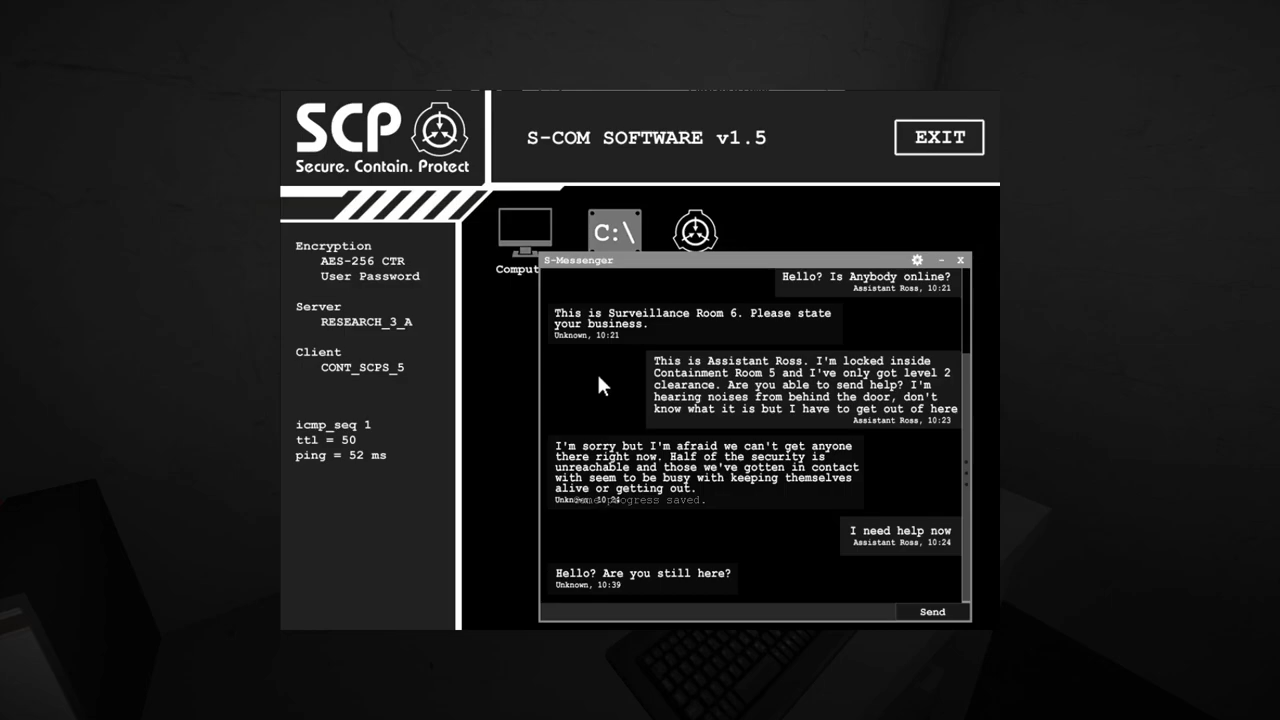 SCP
Secure. Contain. Protect
S-COM SOFTWARE v1.5
EXIT
Encryption
AES-256 CTR
User Password
Server
RESEARCH_3_A
Client
CONT_SCPS_5
icmp_seq 1
ttl = 50
ping = 52 ms
C:\
Comput
S-Messenger
- X
Hello? Is Anybody online?
Assistant Ross, 10:21
This is Surveillance Room 6. Please state
your business.
Unknown, 10:21
This is Assistant Ross. I'm locked inside
Containment Room 5 and I've only got level 2
clearance. Are you able to send help? I'm
hearing noises from behind the door, don't
know what it is but I have to get out of here
Assistant Ross, 10:23
I'm sorry but I'm afraid we can't get anyone
there right now. Half of the security is
unreachable and those we've gotten in contact
with seem to be busy with keeping themselves
alive or getting out.
Unknown, 10:24
progress saved.
I need help now
Assistant Ross, 10:24
Hello? Are you still here?
Unknown, 10:39
Send